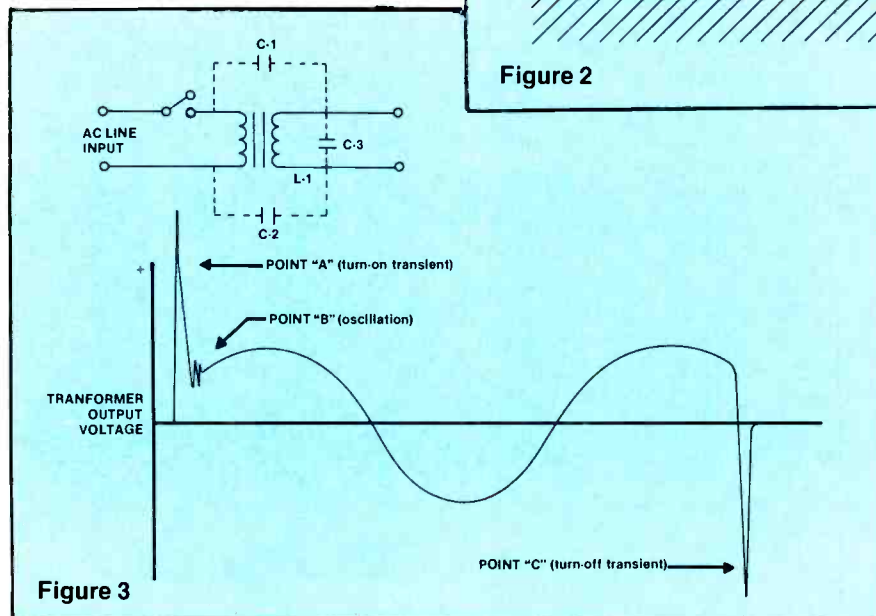 Figure 2
C-1
AC LINE
INPUT
C-3
L-1
C-2
+
POINT "A" (turn-on transient)
POINT "B" (oscillation)
TRANFORMER
OUTPUT
VOLTAGE
POINT "C" (turn-off transient)
Figure 3